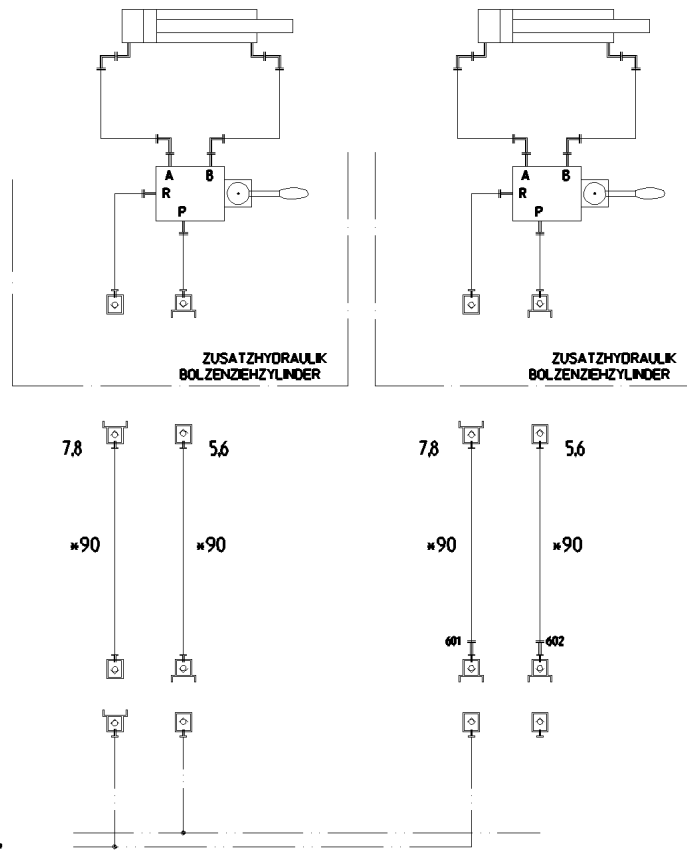 A B
R
P
A B
R
P
ZUSATZHYDRAULIK
BOLZENZIEHZYLINDER
ZUSATZHYDRAULIK
BOLZENZIEHZYLINDER
7,8 5,6 7,8 5,6
*90 *90 *90 *90
601 602